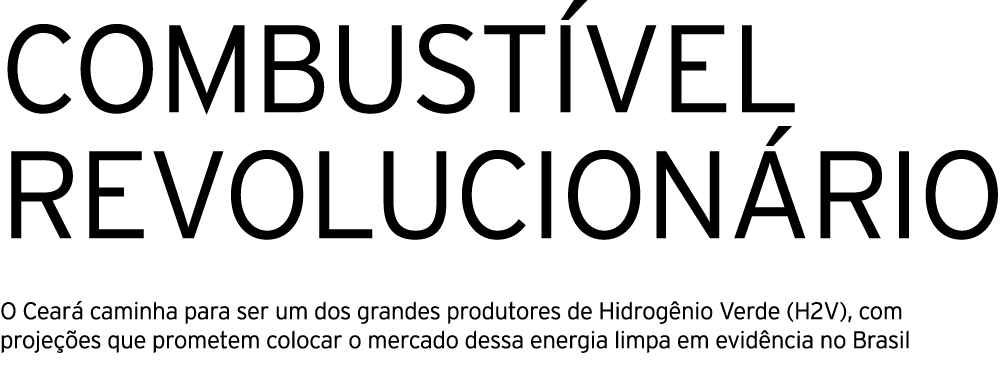 COMBUSTÍVEL
REVOLUCIONÁRIO
O Ceará caminha para ser um dos grandes produtores de Hidrogênio Verde (H2V), com
projeções que prometem colocar o mercado dessa energia limpa em evidência no Brasil